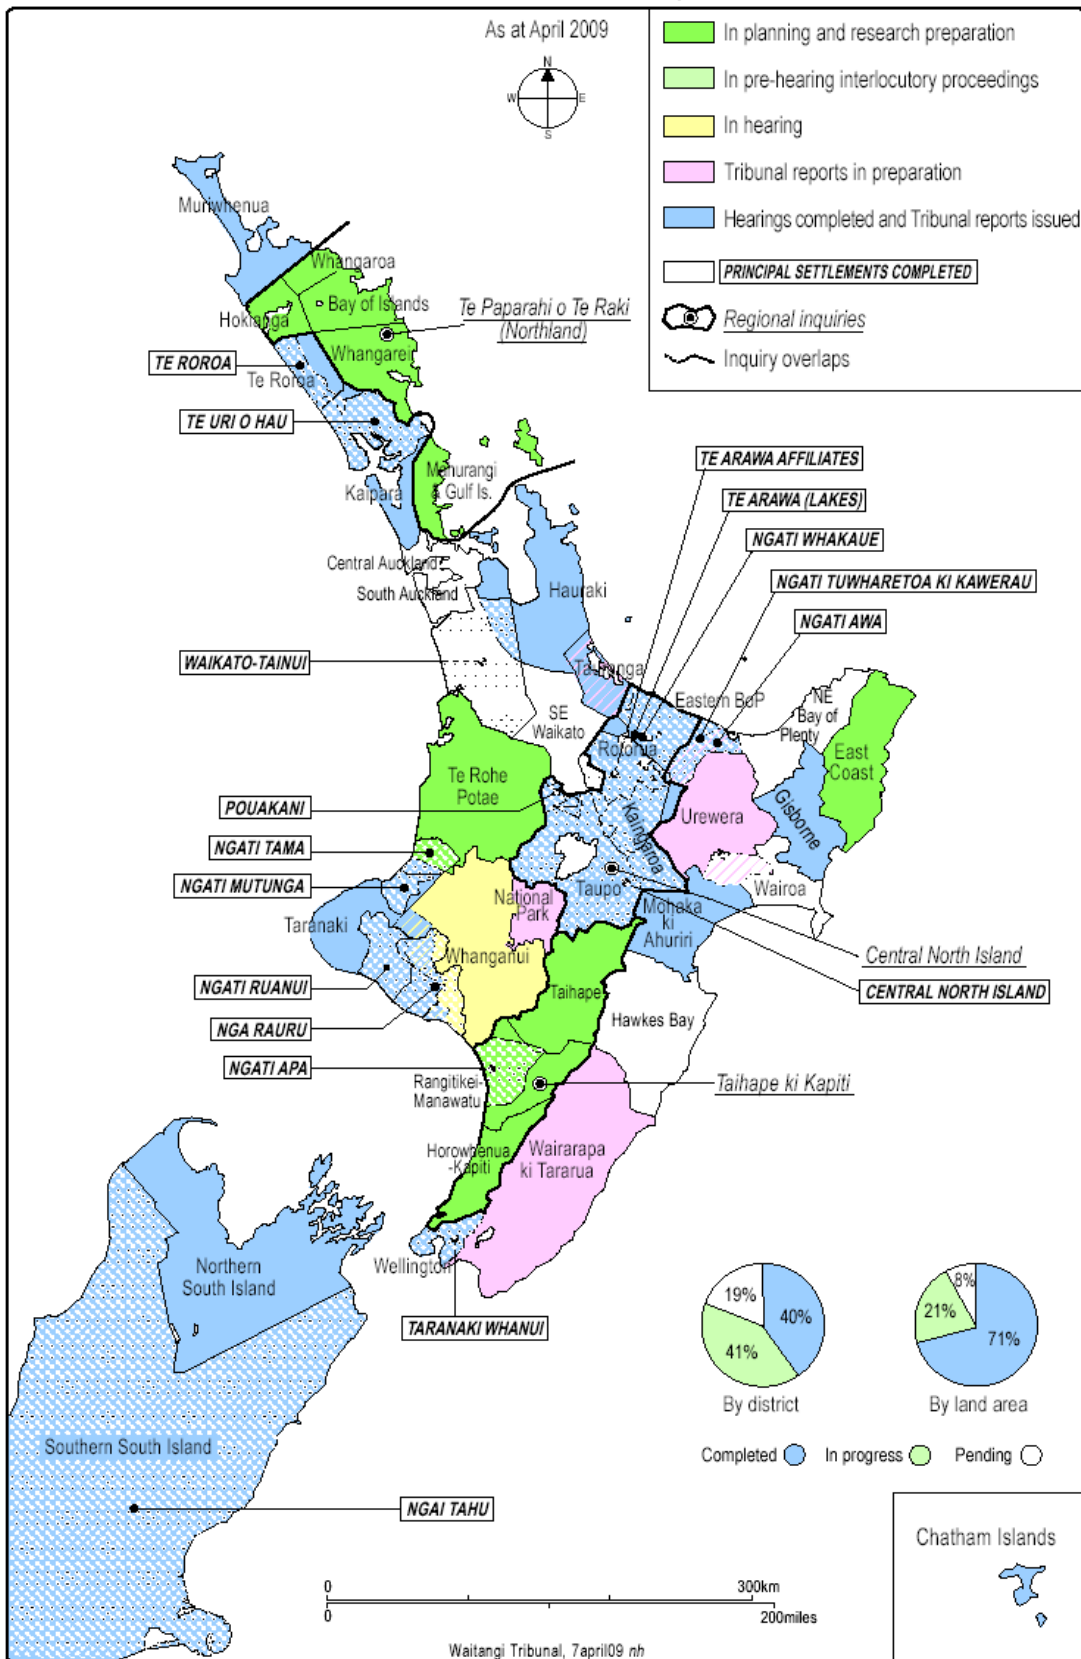 As at April 2009
N
W
E
S
In planning and research preparation
In pre-hearing interlocutory proceedings
In hearing
Tribunal reports in preparation
Hearings completed and Tribunal reports issued
PRINCIPAL SETTLEMENTS COMPLETED
Regional inquiries
Inquiry overlaps
Muriwhenua
Whangaroa
Bay of Islands
Hokianga
Whangarei
Te Paparahi o Te Raki
(Northland)
TE ROROA
Te Roroa
TE URI O HAU
Kaipara
Mahurangi
& Gulf Is.
TE ARAWA AFFILIATES
TE ARAWA (LAKES)
NGATI WHAKAUE
NGATI TUWHARETOA KI KAWERAU
NGATI AWA
Central Auckland
South Auckland
Hauraki
WAIKATO-TAINUI
Tauranga
Eastern BoP
NE
Bay of
Plenty
SE
Waikato
Rotorua
East
Coast
Te Rohe
Potae
POUAKANI
Kaingaroa
Urewera
Gisborne
NGATI TAMA
NGATI MUTUNGA
National
Park
Taupo
Wairoa
Taranaki
Mohaka
ki
Ahuriri
Whanganui
Central North Island
NGATI RUANUI
Taihape
CENTRAL NORTH ISLAND
NGA RAURU
Hawkes Bay
NGATI APA
Rangitikei-
Manawatu
Taihape ki Kapiti
Horowhenua
-Kapiti
Wairarapa
ki Tararua
Wellington
Northern
South Island
TARANAKI WHANUI
19%
40%
41%
By district
8%
21%
71%
By land area
Completed
In progress
Pending
Southern South Island
NGAI TAHU
Chatham Islands
0
300km
0
200miles
Waitangi Tribunal, 7april09 nh